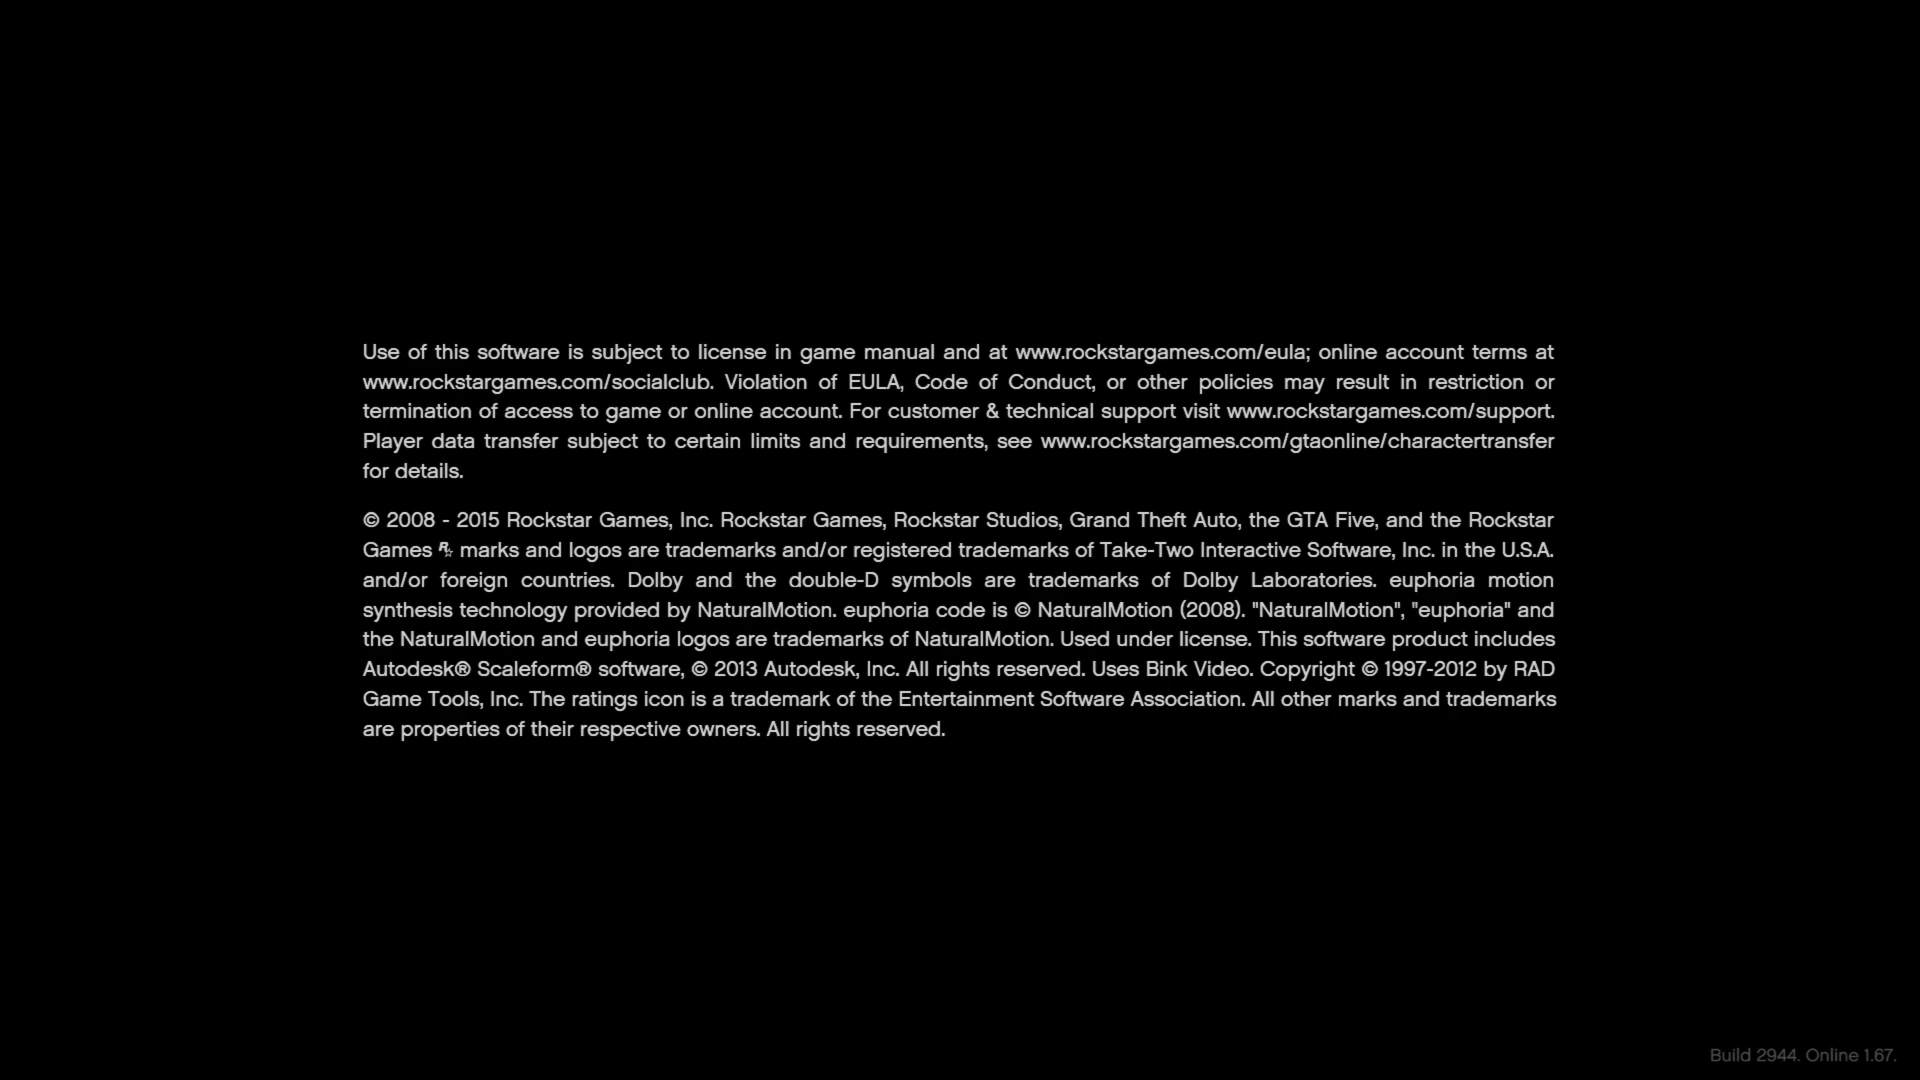 Use of this software is subject to license in game manual and at www.rockstargames.com/eula; online account terms at
www.rockstargames.com/socialclub. Violation of EULA, Code of Conduct, or other policies may result in restriction or
termination of access to game or online account. For customer & technical support visit www.rockstargames.com/support.
Player data transfer subject to certain limits and requirements, see www.rockstargames.com/gtaonline/charactertransfer
for details.
© 2008 - 2015 Rockstar Games, Inc. Rockstar Games, Rockstar Studios, Grand Theft Auto, the GTA Five, and the Rockstar
Games R* marks and logos are trademarks and/or registered trademarks of Take-Two Interactive Software, Inc. in the U.S.A.
and/or foreign countries. Dolby and the double-D symbols are trademarks of Dolby Laboratories. euphoria motion
synthesis technology provided by NaturalMotion. euphoria code is © NaturalMotion (2008). "NaturalMotion", "euphoria" and
the NaturalMotion and euphoria logos are trademarks of NaturalMotion. Used under license. This software product includes
Autodesk® Scaleform® software, © 2013 Autodesk, Inc. All rights reserved. Uses Bink Video. Copyright © 1997-2012 by RAD
Game Tools, Inc. The ratings icon is a trademark of the Entertainment Software Association. All other marks and trademarks
are properties of their respective owners. All rights reserved.
Build 2944. Online 1.67.